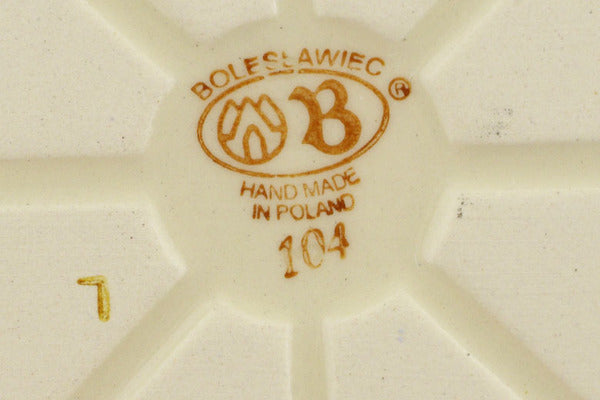 BOLESŁAWIEC
B ®
HAND MADE
IN POLAND
104